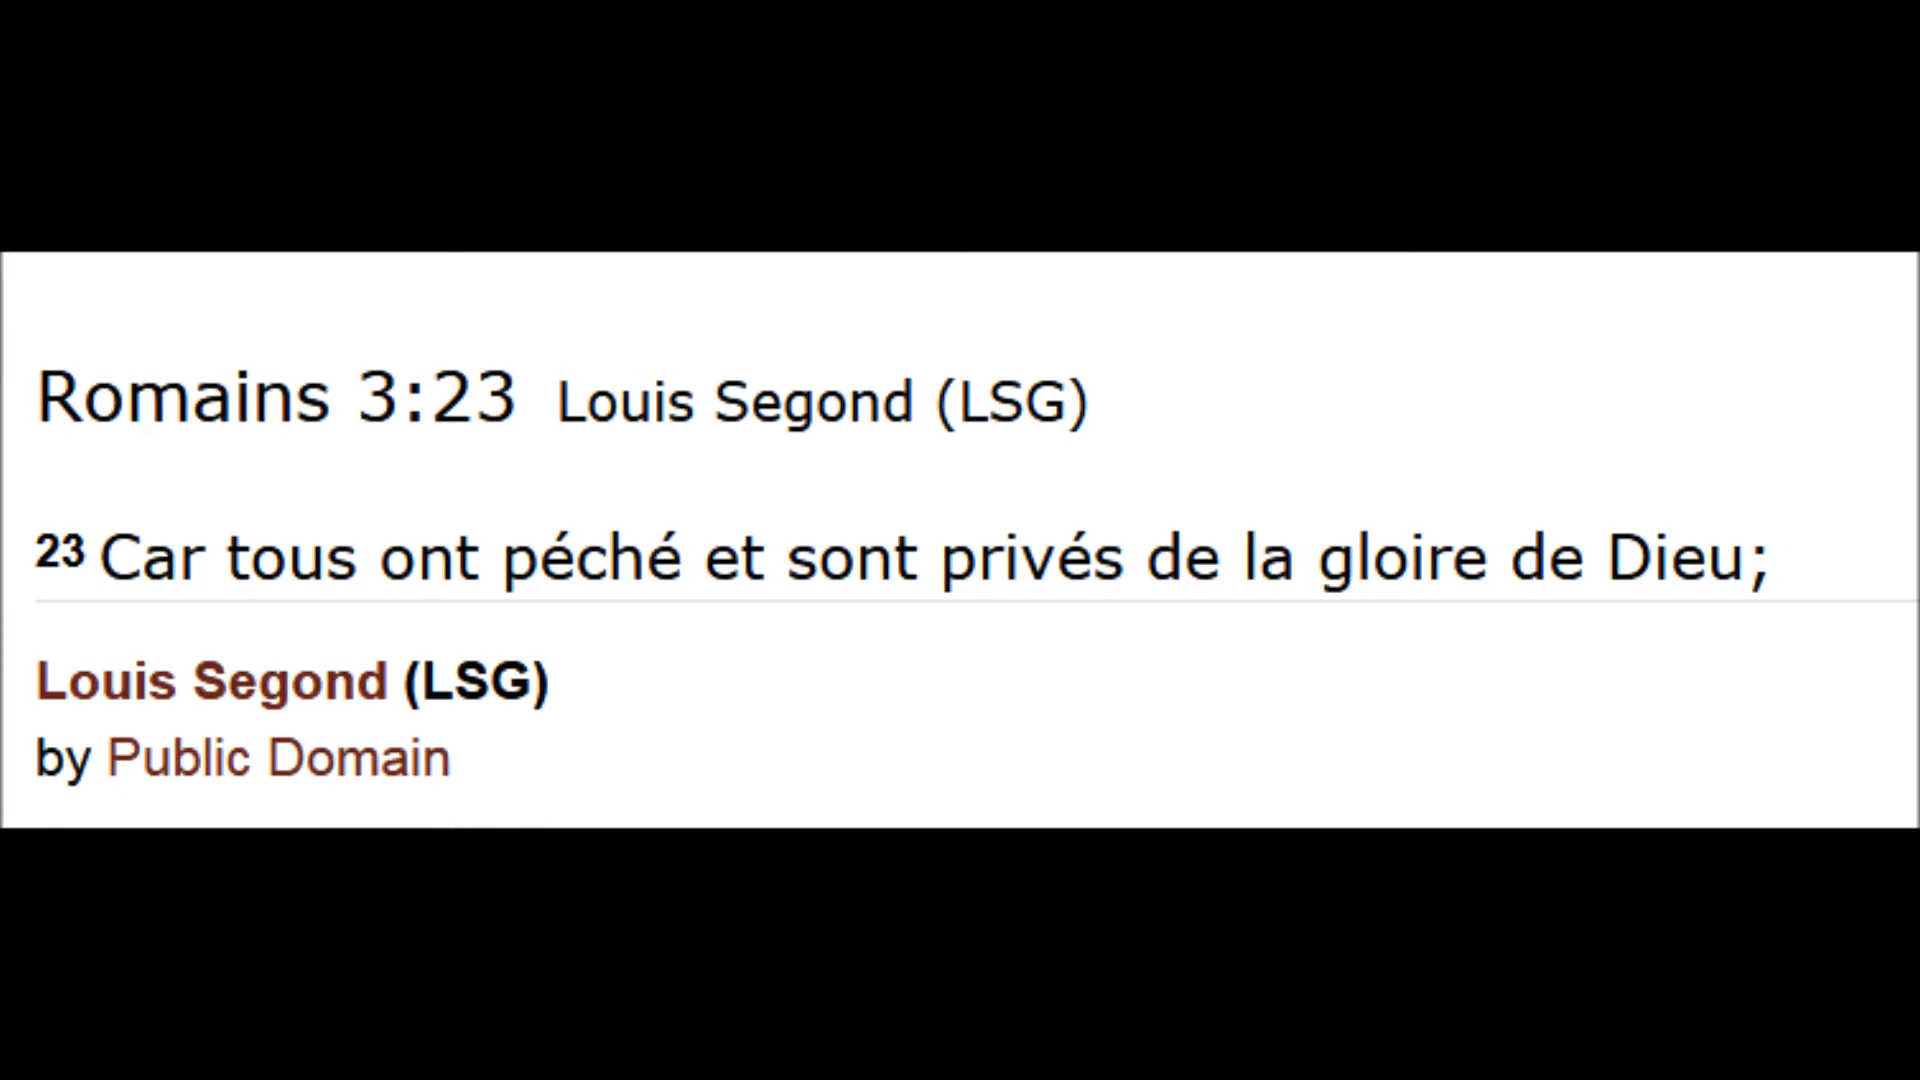 Romains 3:23 Louis Segond (LSG)
23 Car tous ont péché et sont privés de la gloire de Dieu;
Louis Segond (LSG)
by Public Domain